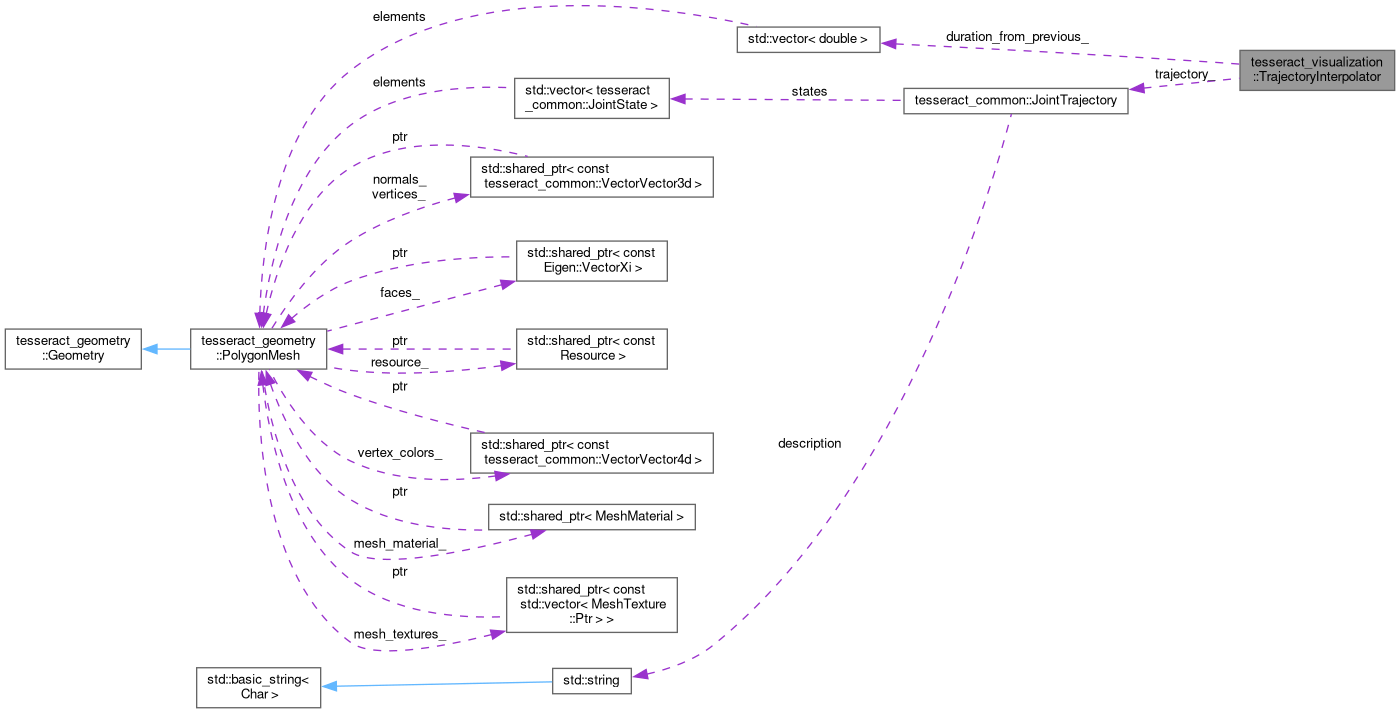 elements
std::vector< double >
duration_from_previous_
tesseract_visualization
::TrajectoryInterpolator
elements
std::vector< tesseract
_common::JointState >
states
trajectory_
tesseract_common::JointTrajectory
ptr
std::shared_ptr< const
tesseract_common::VectorVector3d >
normals_
vertices_
ptr
std::shared_ptr< const
Eigen::VectorXi >
faces_
tesseract_geometry
::Geometry
tesseract_geometry
::PolygonMesh
ptr
resource_
std::shared_ptr< const
Resource >
ptr
std::shared_ptr< const
tesseract_common::VectorVector4d >
vertex_colors_
description
ptr
std::shared_ptr< MeshMaterial >
mesh_material_
ptr
std::shared_ptr< const
std::vector< MeshTexture
::Ptr > >
mesh_textures_
std::basic_string<
Char >
std::string